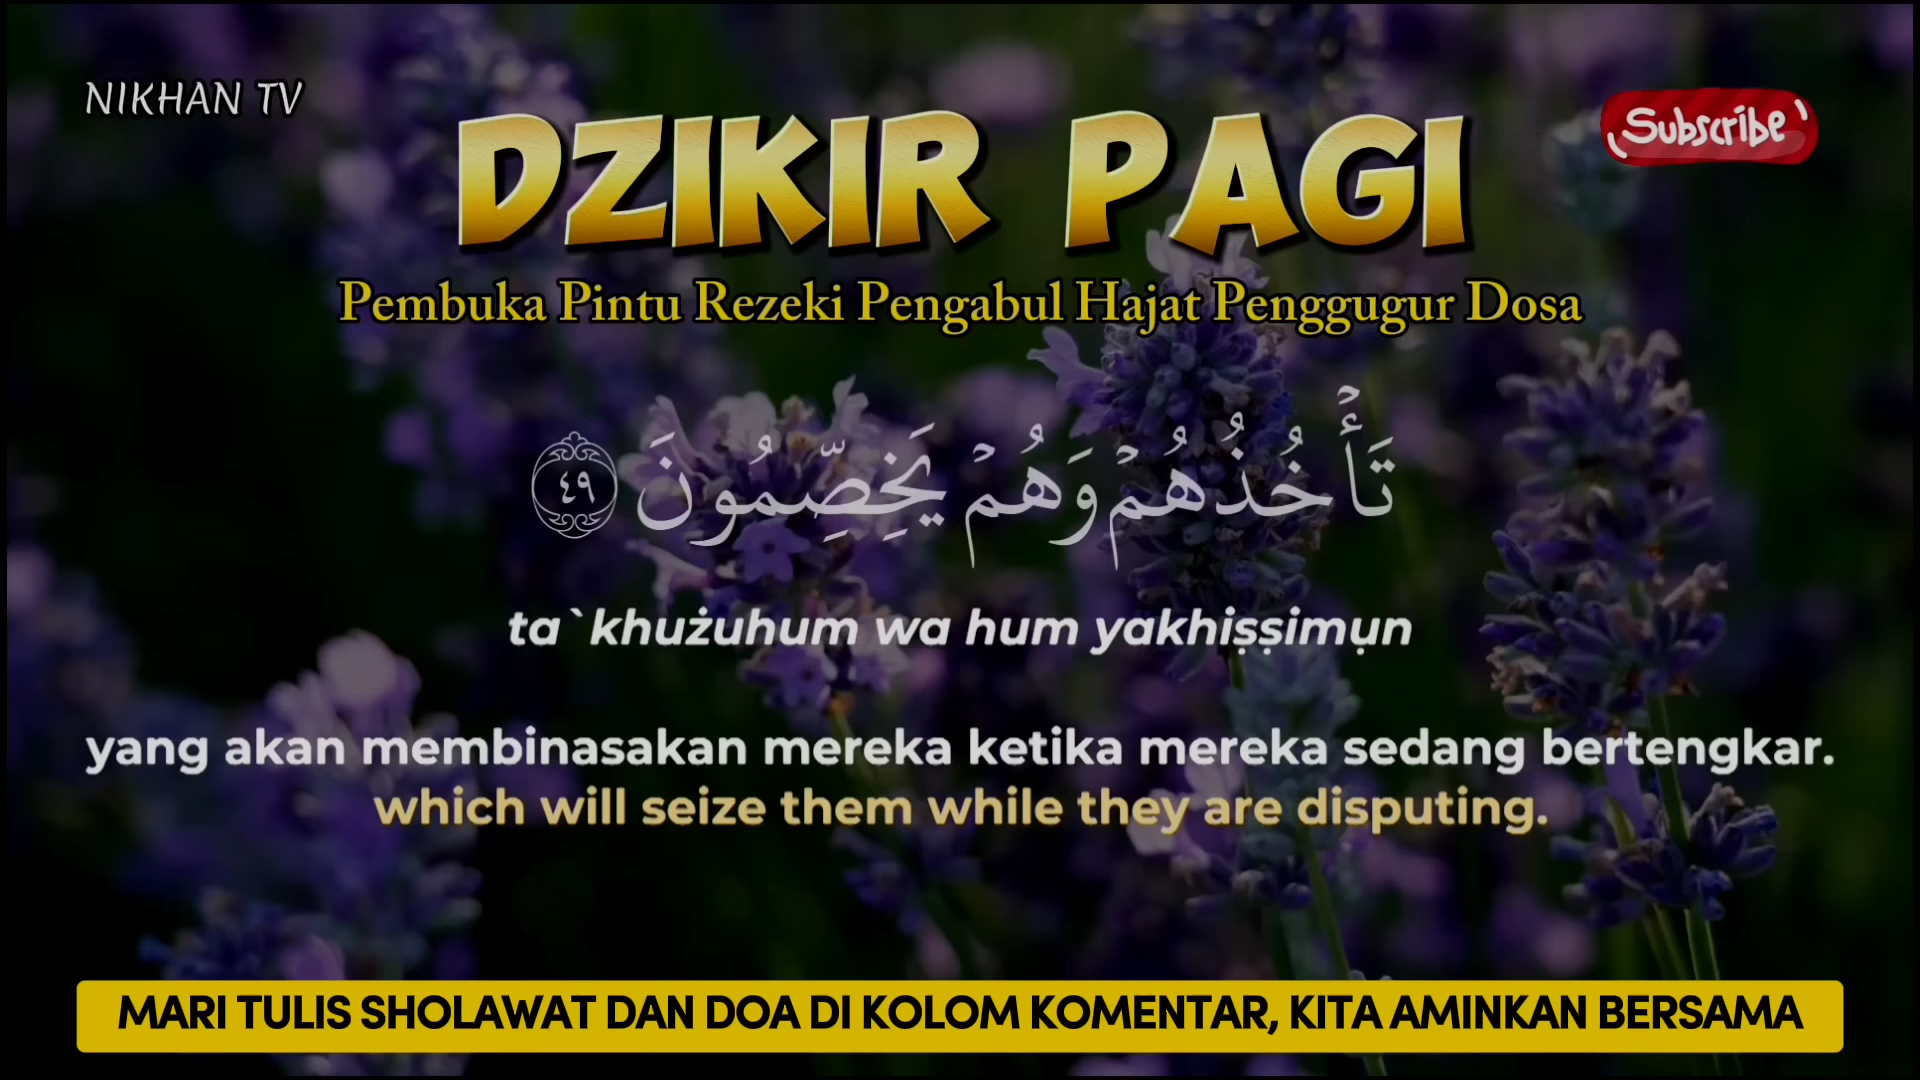 NIKHAN TV
Subscribe
DZIKIR PAGI
Pembuka Pintu Rezeki Pengabul Hajat Penggugur Dosa
تَأۡخُذُهُمۡ وَهُمۡ يَخِصِّمُونَ ٤٩
ta`khużuhum wa hum yakhiṣṣimụn
yang akan membinasakan mereka ketika mereka sedang bertengkar.
which will seize them while they are disputing.
MARI TULIS SHOLAWAT DAN DOA DI KOLOM KOMENTAR, KITA AMINKAN BERSAMA